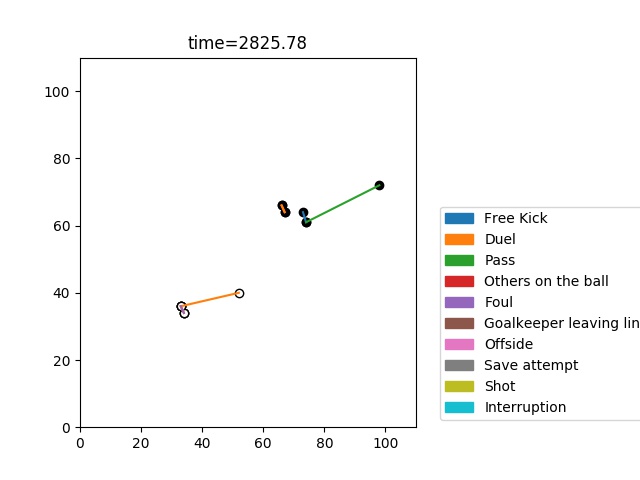 time=2825.78
100
80
60
40
20
0
0 20 40 60 80 100
Free Kick
Duel
Pass
Others on the ball
Foul
Goalkeeper leaving lin
Offside
Save attempt
Shot
Interruption